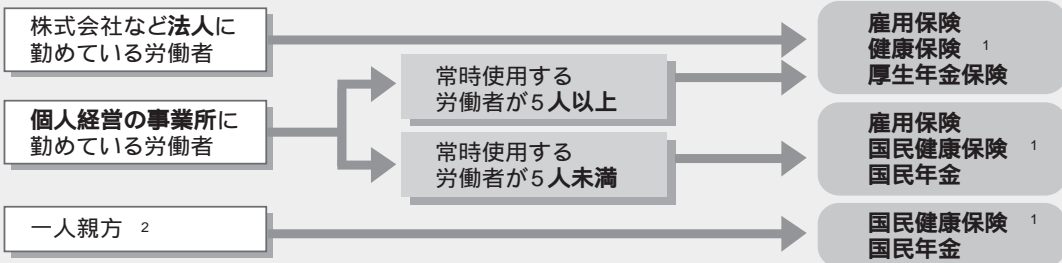 株式会社など法人に
勤めている労働者
雇用保険
健康保険 1
厚生年金保険
個人経営の事業所に
勤めている労働者
常時使用する
労働者が5人以上
常時使用する
労働者が5人未満
雇用保険
国民健康保険 1
国民年金
一人親方 2
国民健康保険 1
国民年金